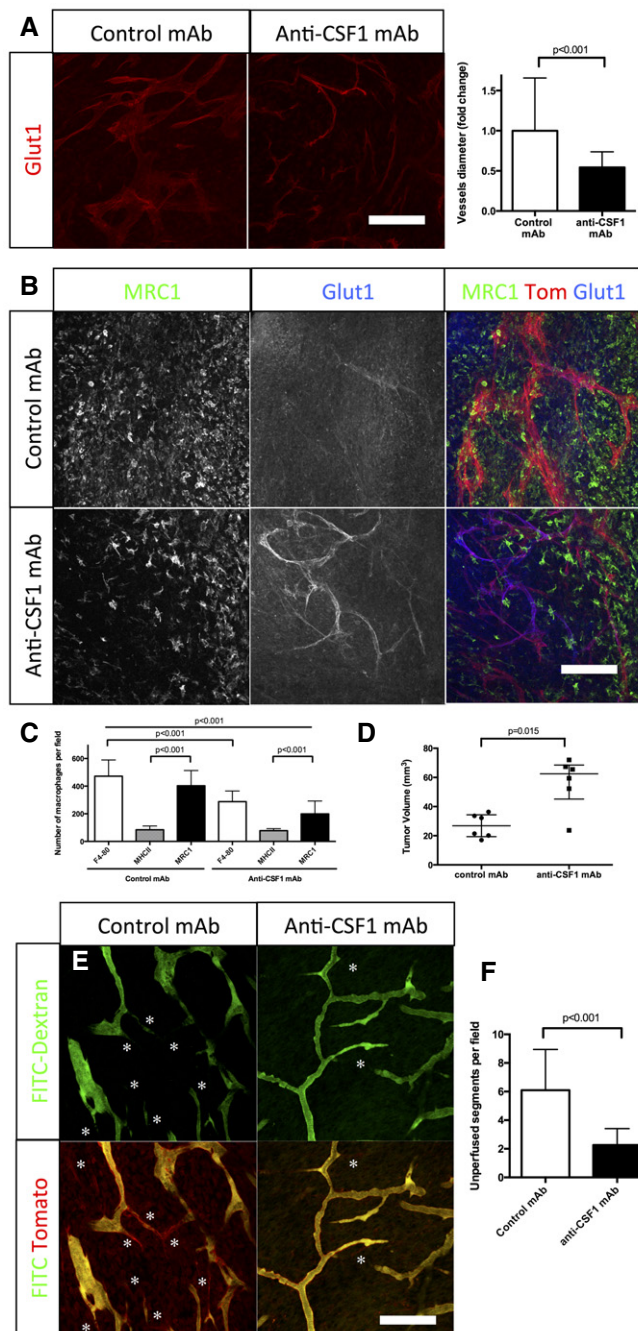 A
Control mAb
Anti-CSF1 mAb
Glut1
p<0.001
Vessels diameter (fold change)
1.5
1.0
0.5
0.0
Control mAb
anti-CSF1 mAb
B
MRC1
Glut1
MRC1 Tom Glut1
Control mAb
Anti-CSF1 mAb
C
p<0.001
p<0.001
p<0.001
p<0.001
Number of macrophages per field
600
400
200
0
F4-80
MHCII
MRC1
F4-80
MHCII
MRC1
Control mAb
Anti-CSF1 mAb
D
p=0.015
Tumor Volume (mm³)
80
60
40
20
0
control mAb
anti-CSF1 mAb
Control mAb
Anti-CSF1 mAb
E
FITC-Dextran
FITC Tomato
* * * * * * *
* *
* * * * * * * *
* *
F
p<0.001
Unperfused segments per field
10
8
6
4
2
0
Control mAb
anti-CSF1 mAb